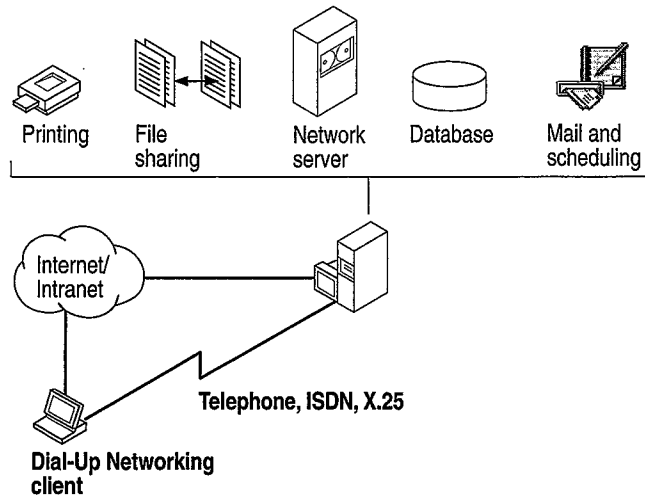 Printing
File
sharing
Network
server
Database
Mail and
scheduling
Internet/
Intranet
Telephone, ISDN, X.25
Dial-Up Networking
client